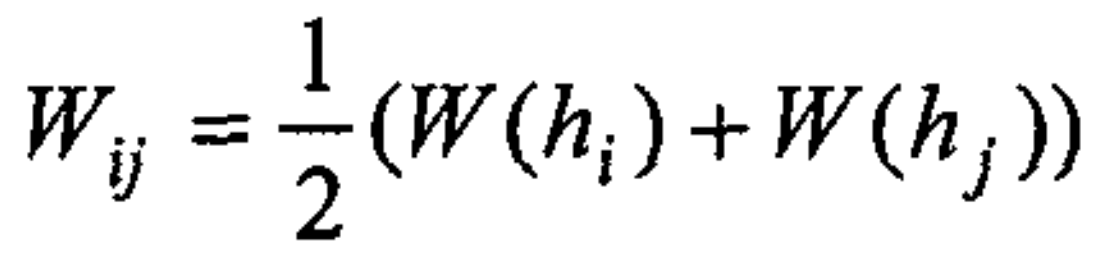 $W_{ij} = \frac{1}{2}(W(h_i) + W(h_j))$